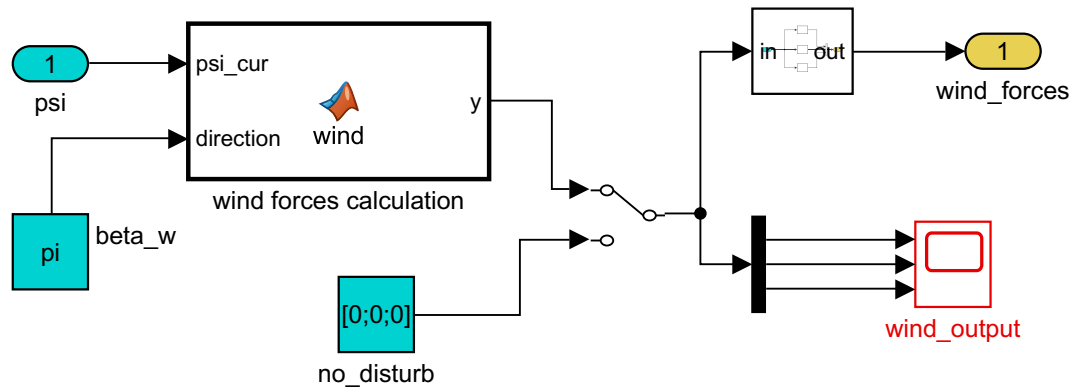 1
psi
psi_cur
direction
wind
y
wind forces calculation
pi
beta_w
[0;0;0]
no_disturb
in out
1
wind_forces
wind_output